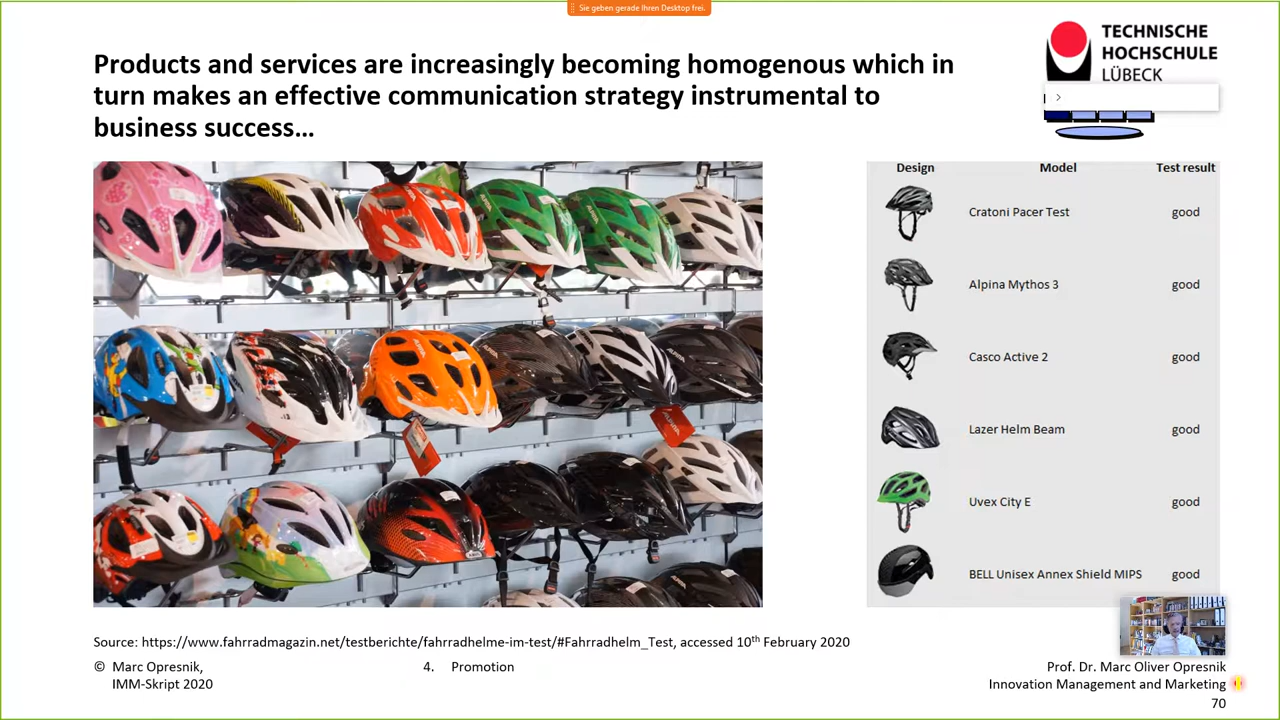 Sie geben gerade Ihren Desktop frei.
Products and services are increasingly becoming homogenous which in
turn makes an effective communication strategy instrumental to
business success…
TECHNISCHE
HOCHSCHULE
LÜBECK
Design Model Test result
Cratoni Pacer Test good
Alpina Mythos 3 good
Casco Active 2 good
Lazer Helm Beam good
Uvex City E good
BELL Unisex Annex Shield MIPS good
Source: https://www.fahrradmagazin.net/testberichte/fahrradhelme-im-test/#Fahrradhelm_Test, accessed 10th February 2020
© Marc Opresnik,
IMM-Skript 2020
4. Promotion
Prof. Dr. Marc Oliver Opresnik
Innovation Management and Marketing
70